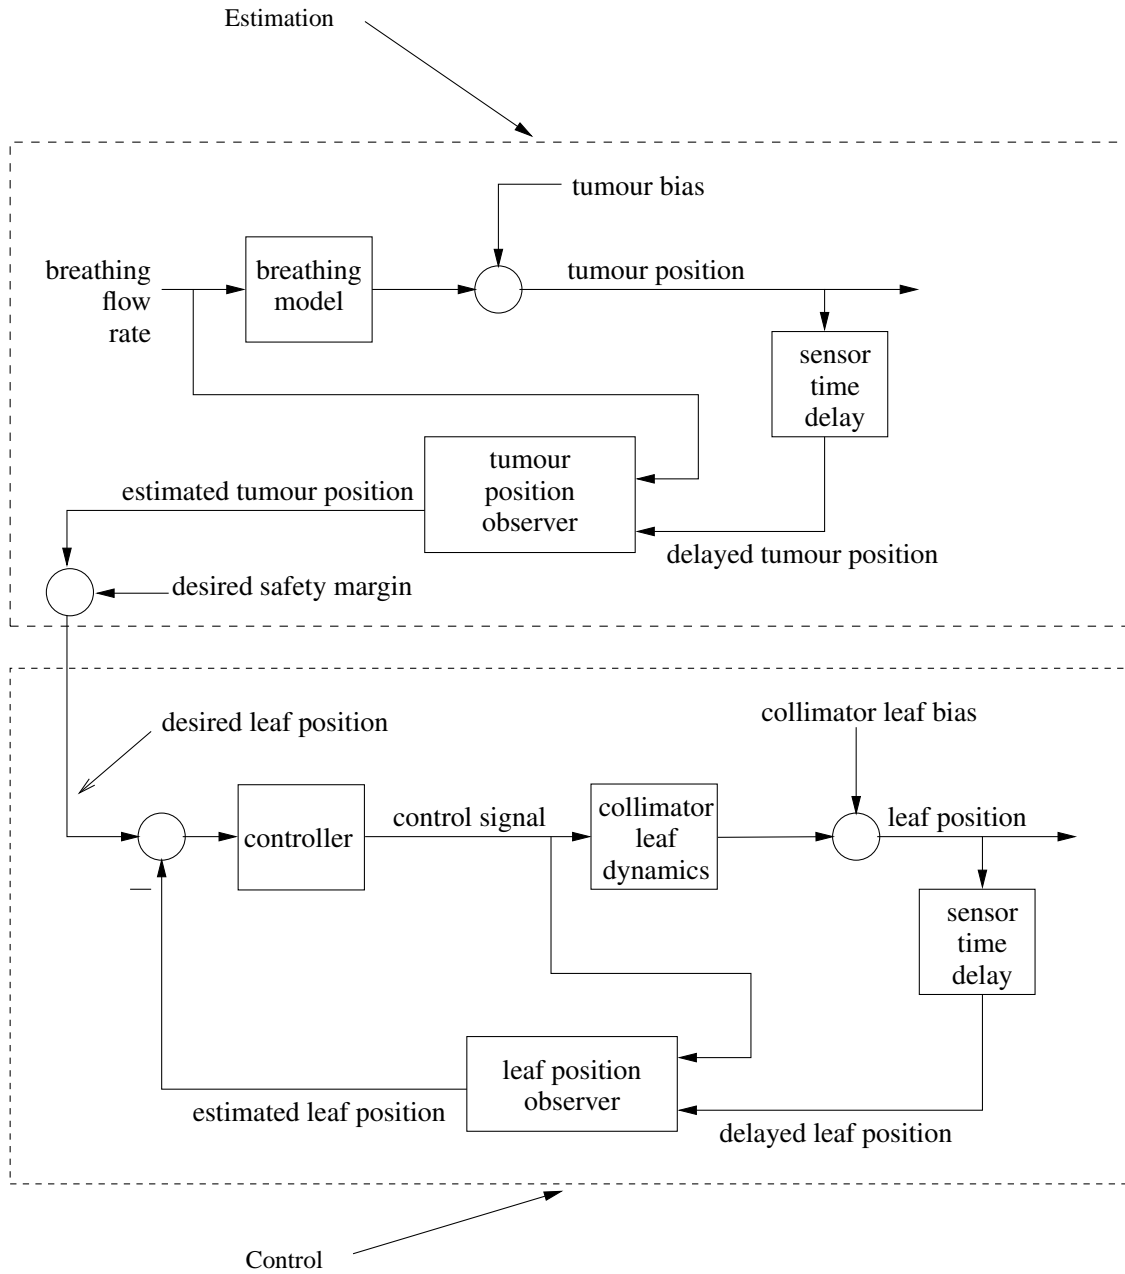 Estimation
tumour bias
breathing
flow
rate
breathing
model
tumour position
sensor
time
delay
tumour
position
observer
estimated tumour position
delayed tumour position
desired safety margin
desired leaf position
collimator leaf bias
controller
control signal
collimator
leaf
dynamics
leaf position
–
sensor
time
delay
leaf position
observer
estimated leaf position
delayed leaf position
Control